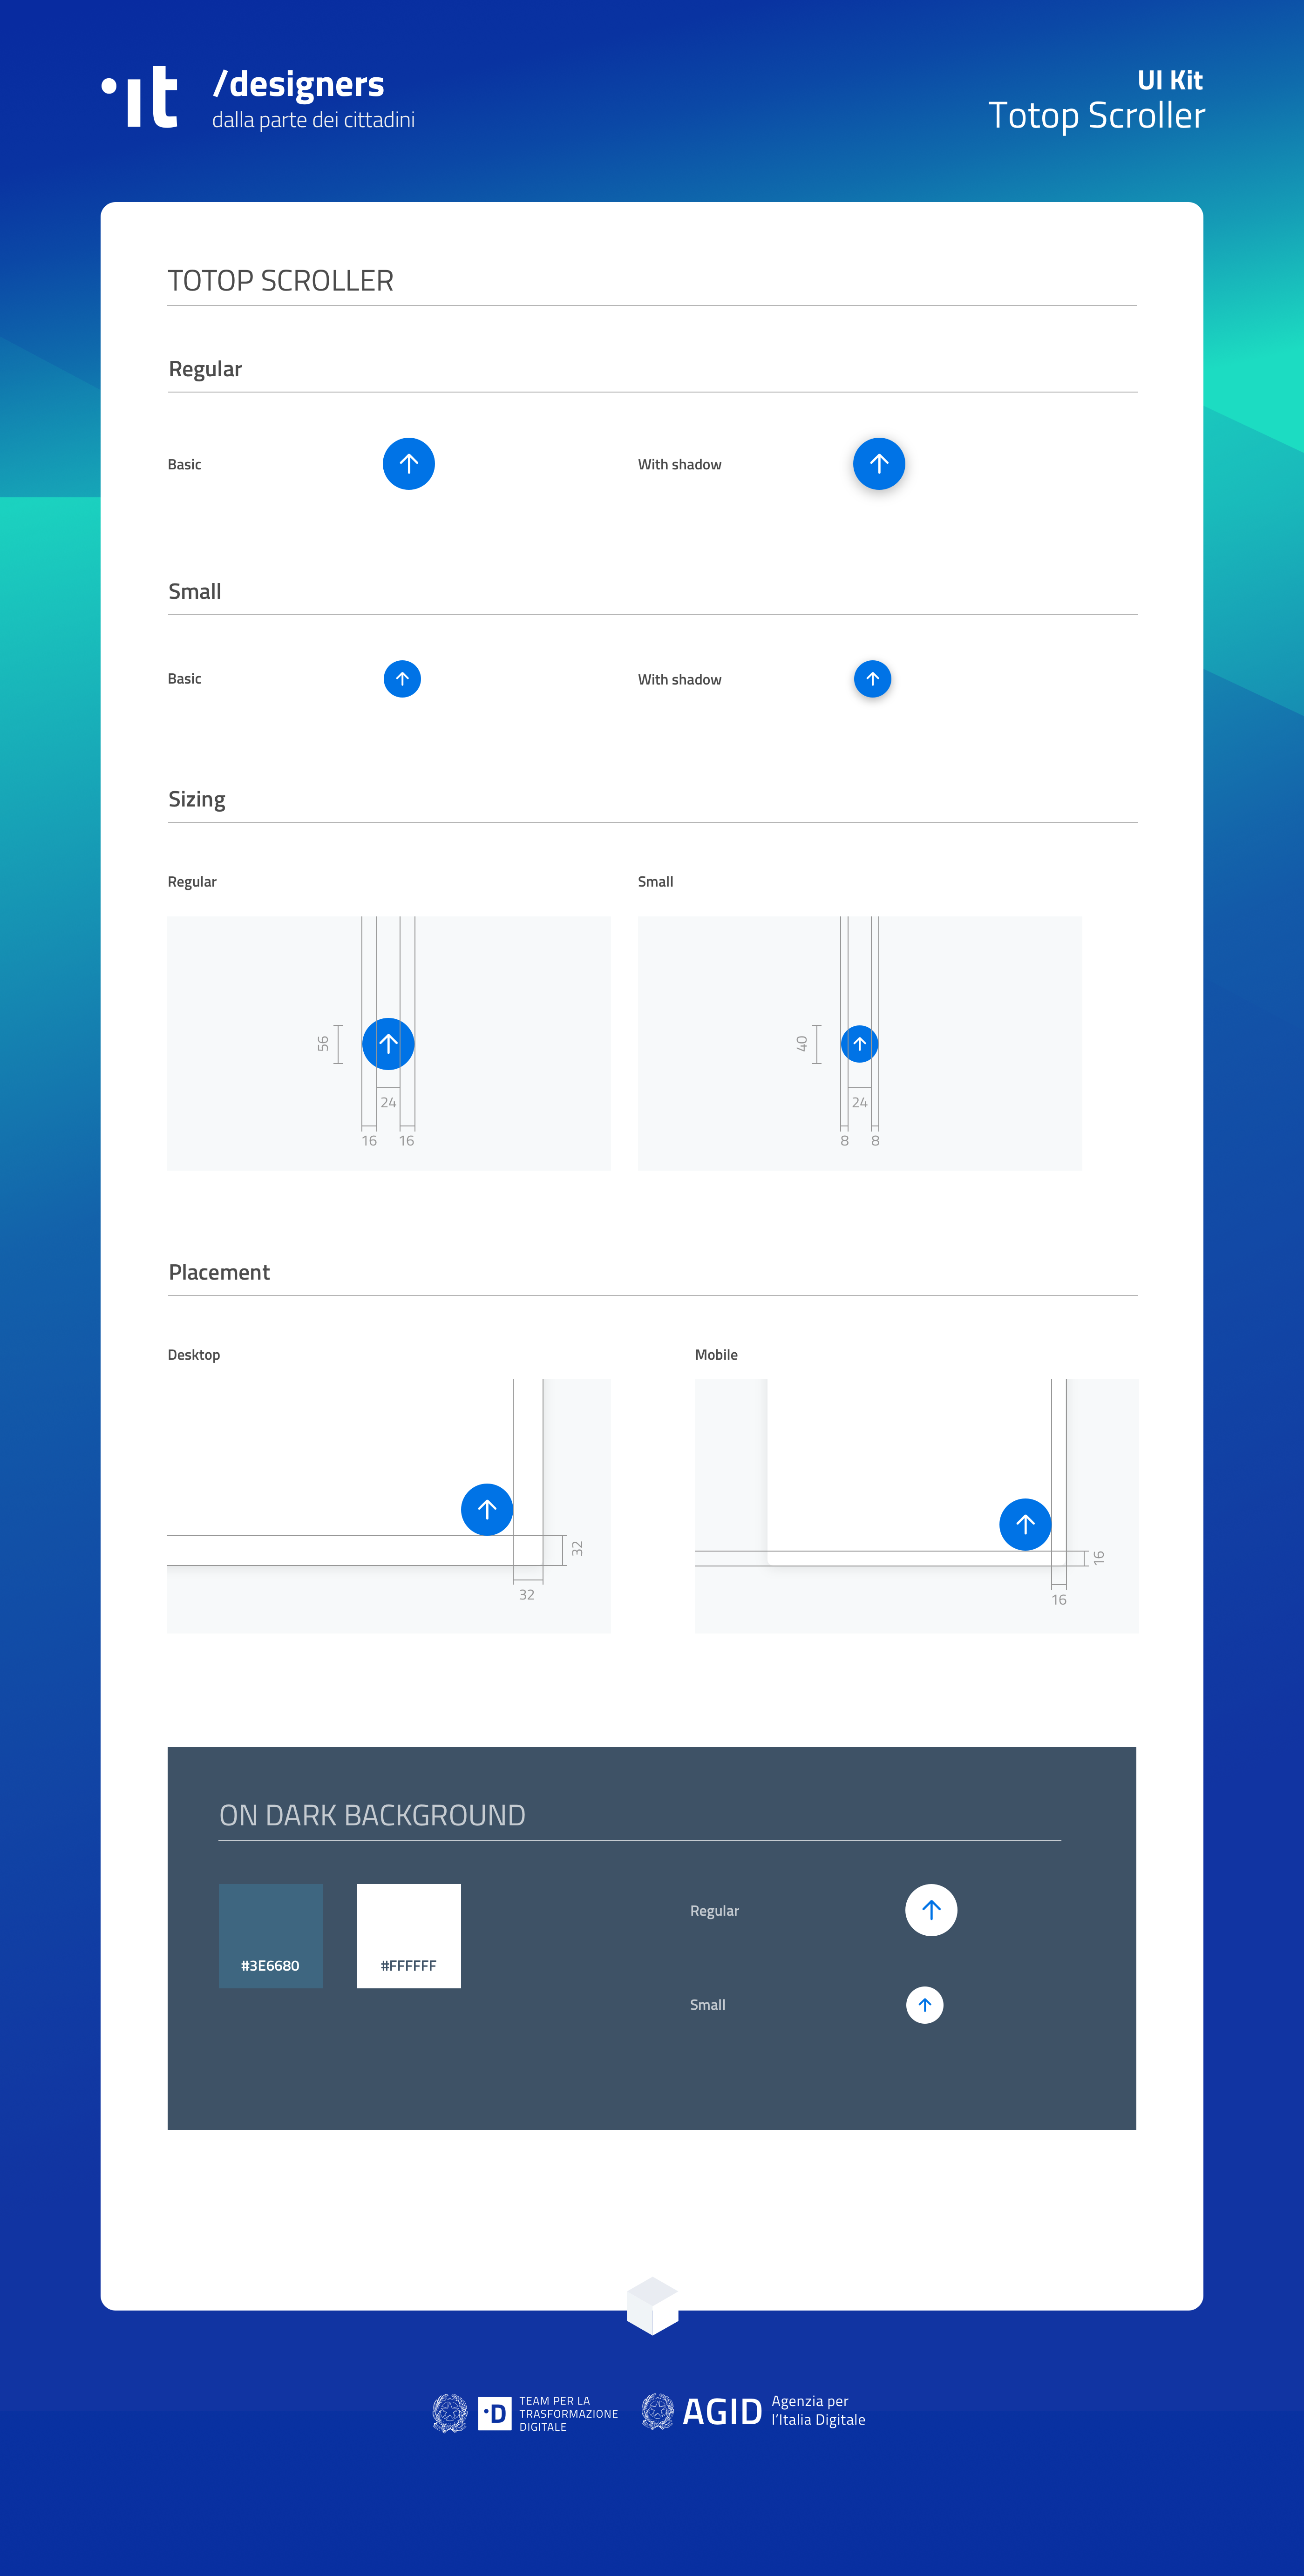 it
/designers
dalla parte dei cittadini
UI Kit
Totop Scroller
TOTOP SCROLLER
Regular
Basic
With shadow
Small
Basic
With shadow
Sizing
Regular
Small
56
24
16 16
40
24
8 8
Placement
Desktop
Mobile
32
32
16
16
ON DARK BACKGROUND
#3E6680
#FFFFFF
Regular
Small
D
TEAM PER LA
TRASFORMAZIONE
DIGITALE
AGID
Agenzia per
l'Italia Digitale